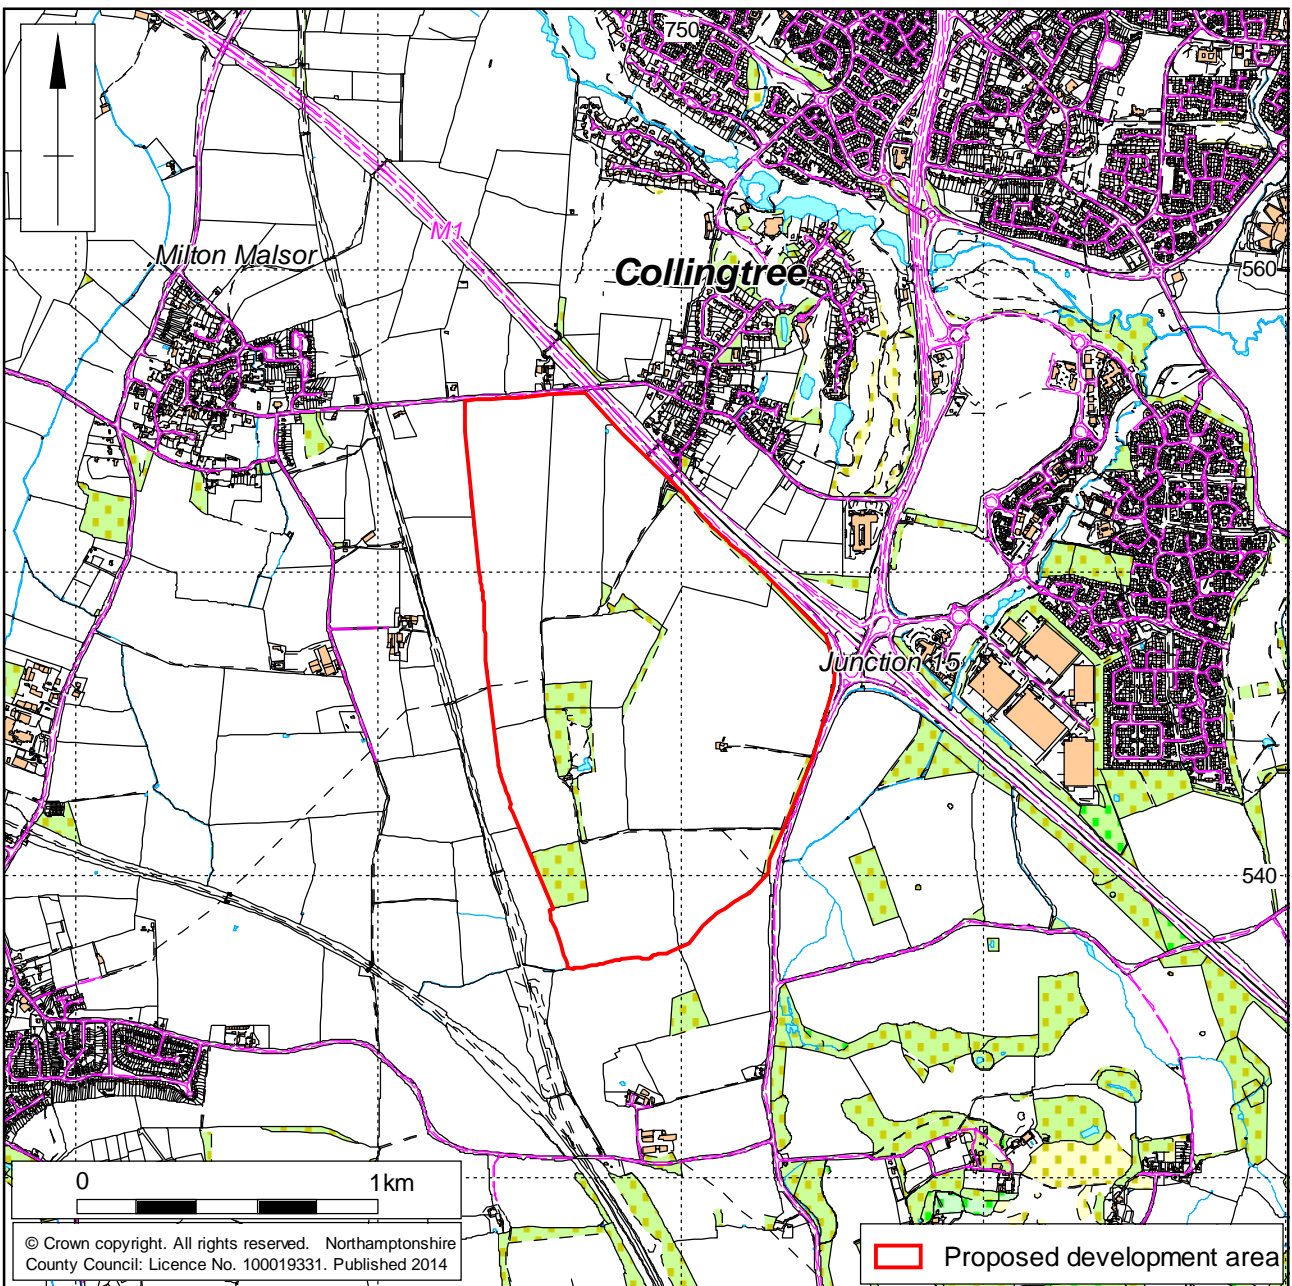 750
M1
Milton Malsor
Collingtree
560
Junction 15
540
0 1km
© Crown copyright. All rights reserved. Northamptonshire
County Council: Licence No. 100019331. Published 2014
Proposed development area